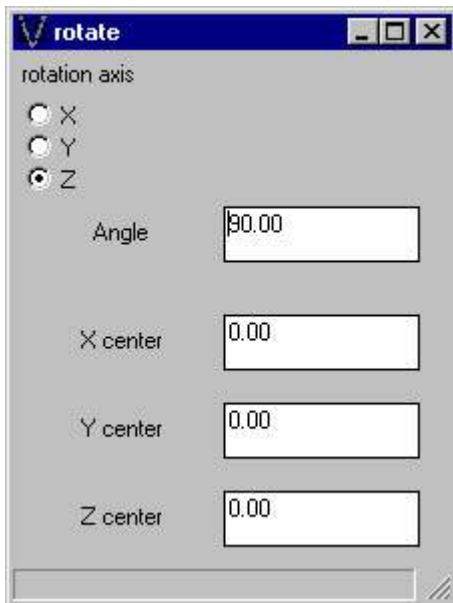 rotate
rotation axis
X
Y
Z
Angle 90.00
X center 0.00
Y center 0.00
Z center 0.00